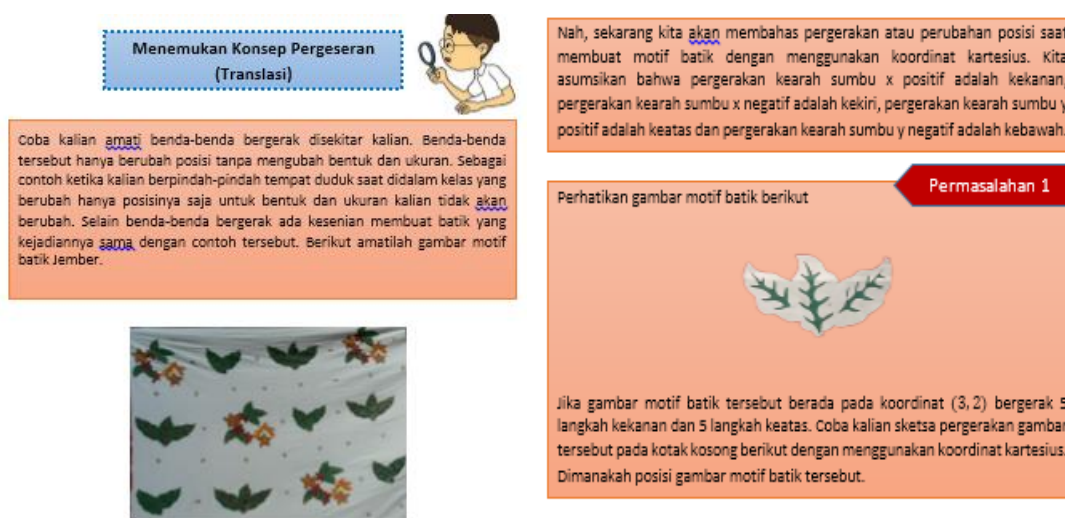 Menemukan Konsep Pergeseran
(Translasi)
Coba kalian amati benda-benda bergerak disekitar kalian. Benda-benda
tersebut hanya berubah posisi tanpa mengubah bentuk dan ukuran. Sebagai
contoh ketika kalian berpindah-pindah tempat duduk saat didalam kelas yang
berubah hanya posisinya saja untuk bentuk dan ukuran kalian tidak akan
berubah. Selain benda-benda bergerak ada kesenian membuat batik yang
kejadiannya sama dengan contoh tersebut. Berikut amatilah gambar motif
batik Jember.
Nah, sekarang kita akan membahas pergerakan atau perubahan posisi saat
membuat motif batik dengan menggunakan koordinat kartesius. Kita
asumsikan bahwa pergerakan kearah sumbu x positif adalah kekanan,
pergerakan kearah sumbu x negatif adalah kekiri, pergerakan kearah sumbu y
positif adalah keatas dan pergerakan kearah sumbu y negatif adalah kebawah.
Permasalahan 1
Perhatikan gambar motif batik berikut
Jika gambar motif batik tersebut berada pada koordinat (3, 2) bergerak 5
langkah kekanan dan 5 langkah keatas. Coba kalian sketsa pergerakan gambar
tersebut pada kotak kosong berikut dengan menggunakan koordinat kartesius.
Dimanakah posisi gambar motif batik tersebut.